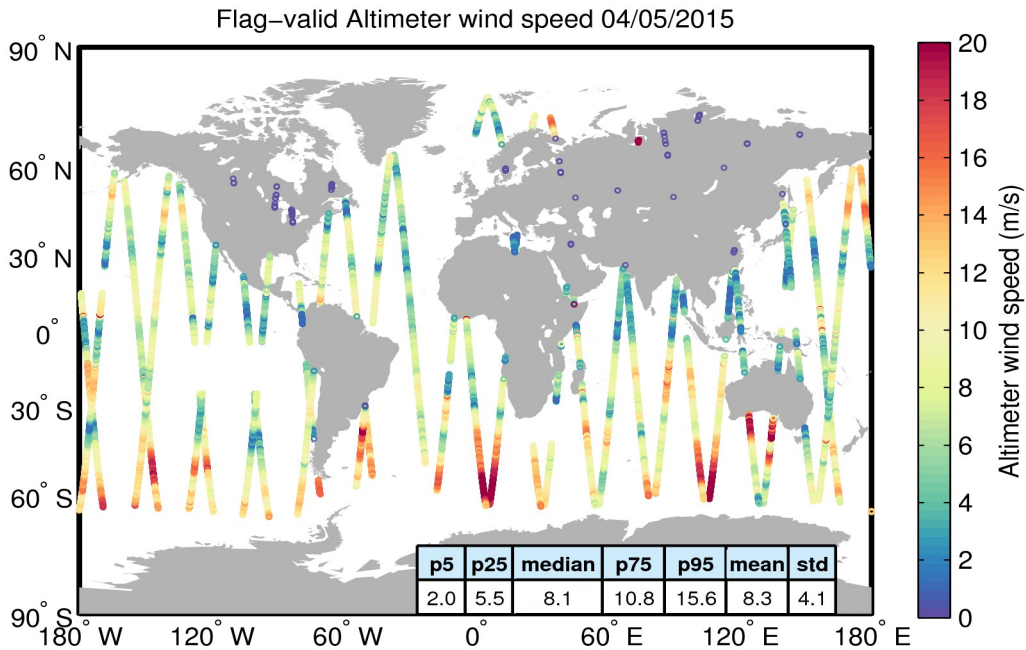 Flag−valid Altimeter wind speed 04/05/2015
90° N
60° N
30° N
0°
30° S
60° S
90° S
180° W
120° W
60° W
0°
60° E
120° E
180° E
p5 p25 median p75 p95 mean std
2.0 5.5 8.1 10.8 15.6 8.3 4.1
20
18
16
14
12
10
8
6
4
2
0
Altimeter wind speed (m/s)